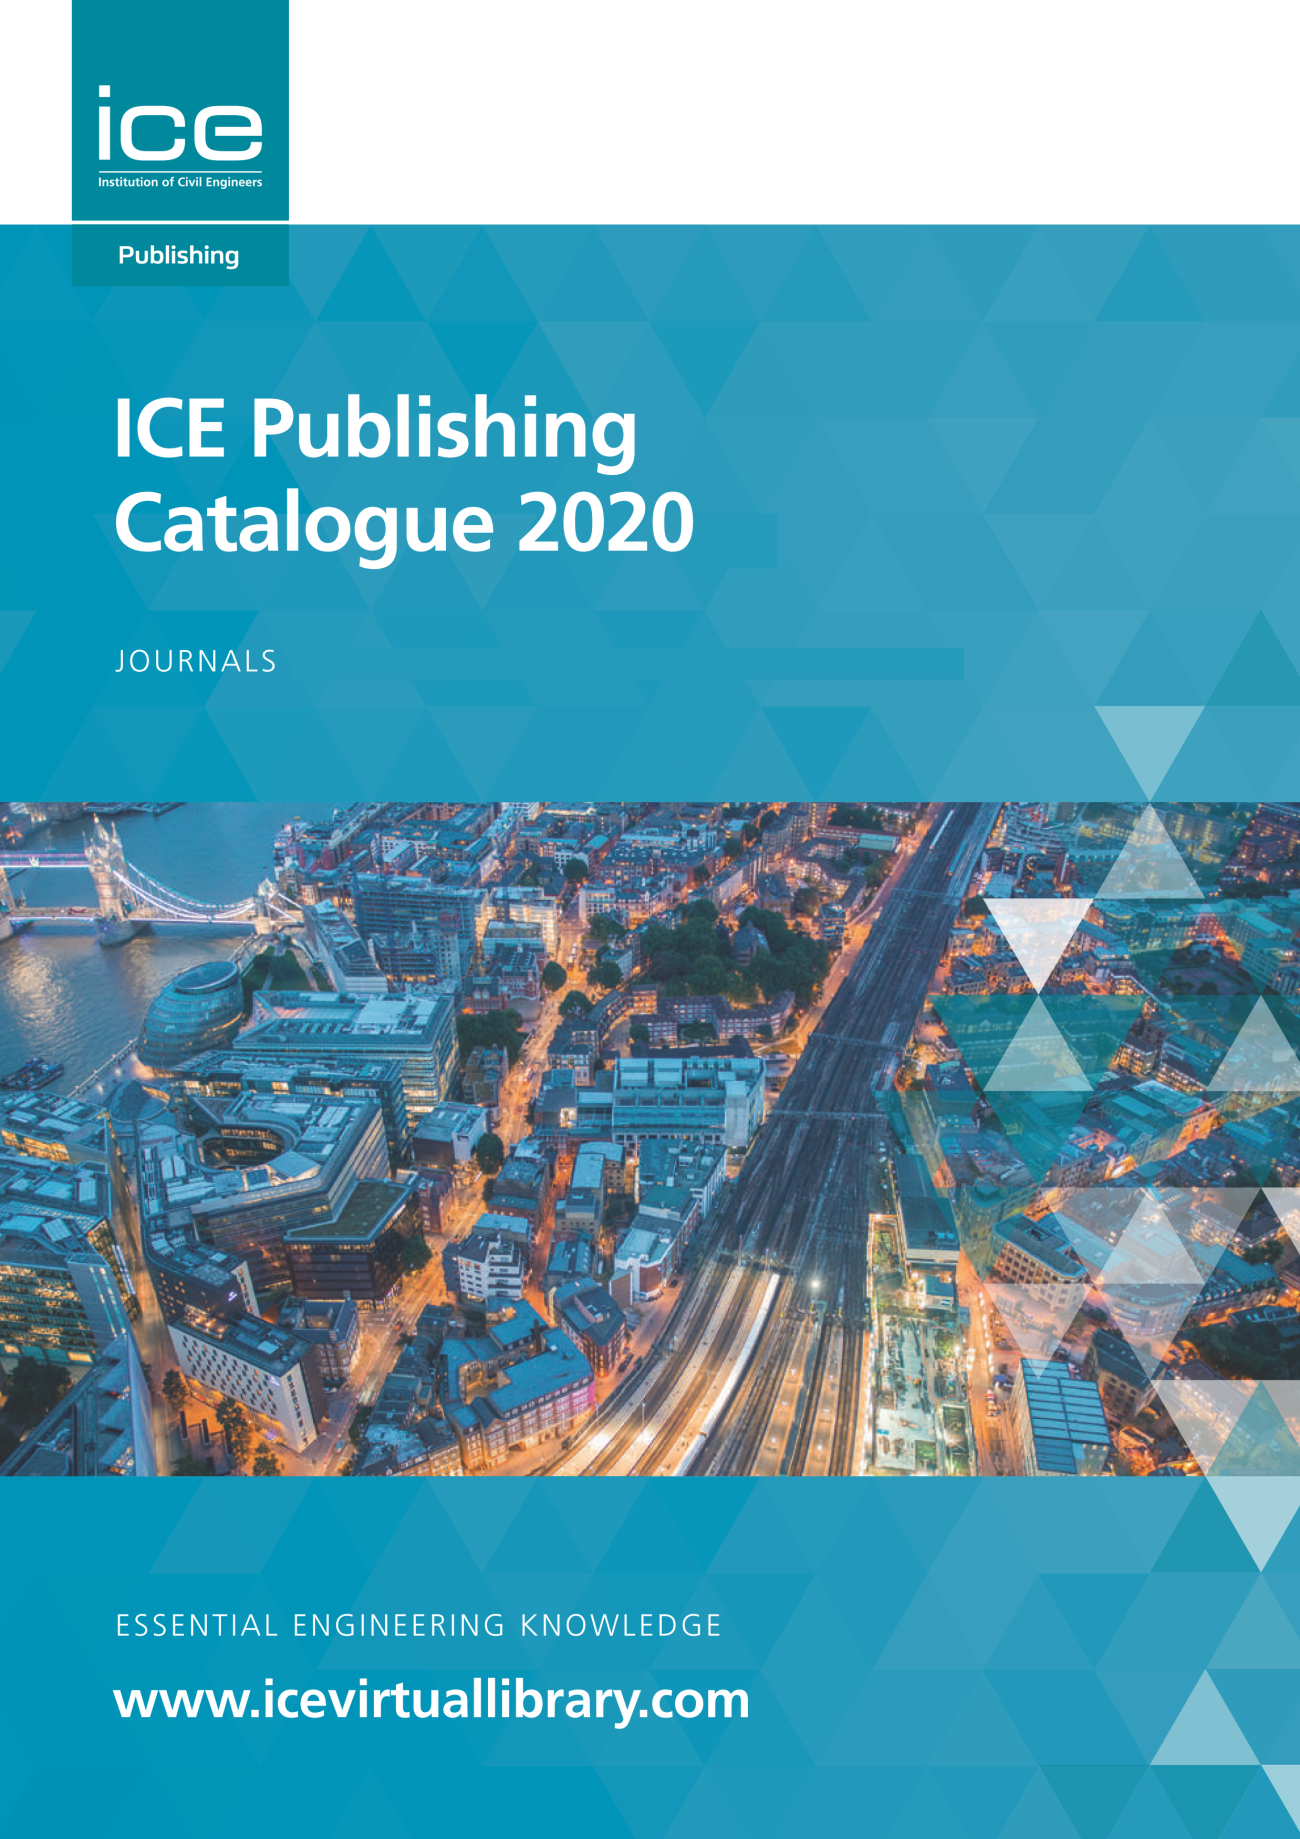 ice
Institution of Civil Engineers
Publishing
ICE Publishing
Catalogue 2020
JOURNALS
ESSENTIAL ENGINEERING KNOWLEDGE
www.icevirtuallibrary.com